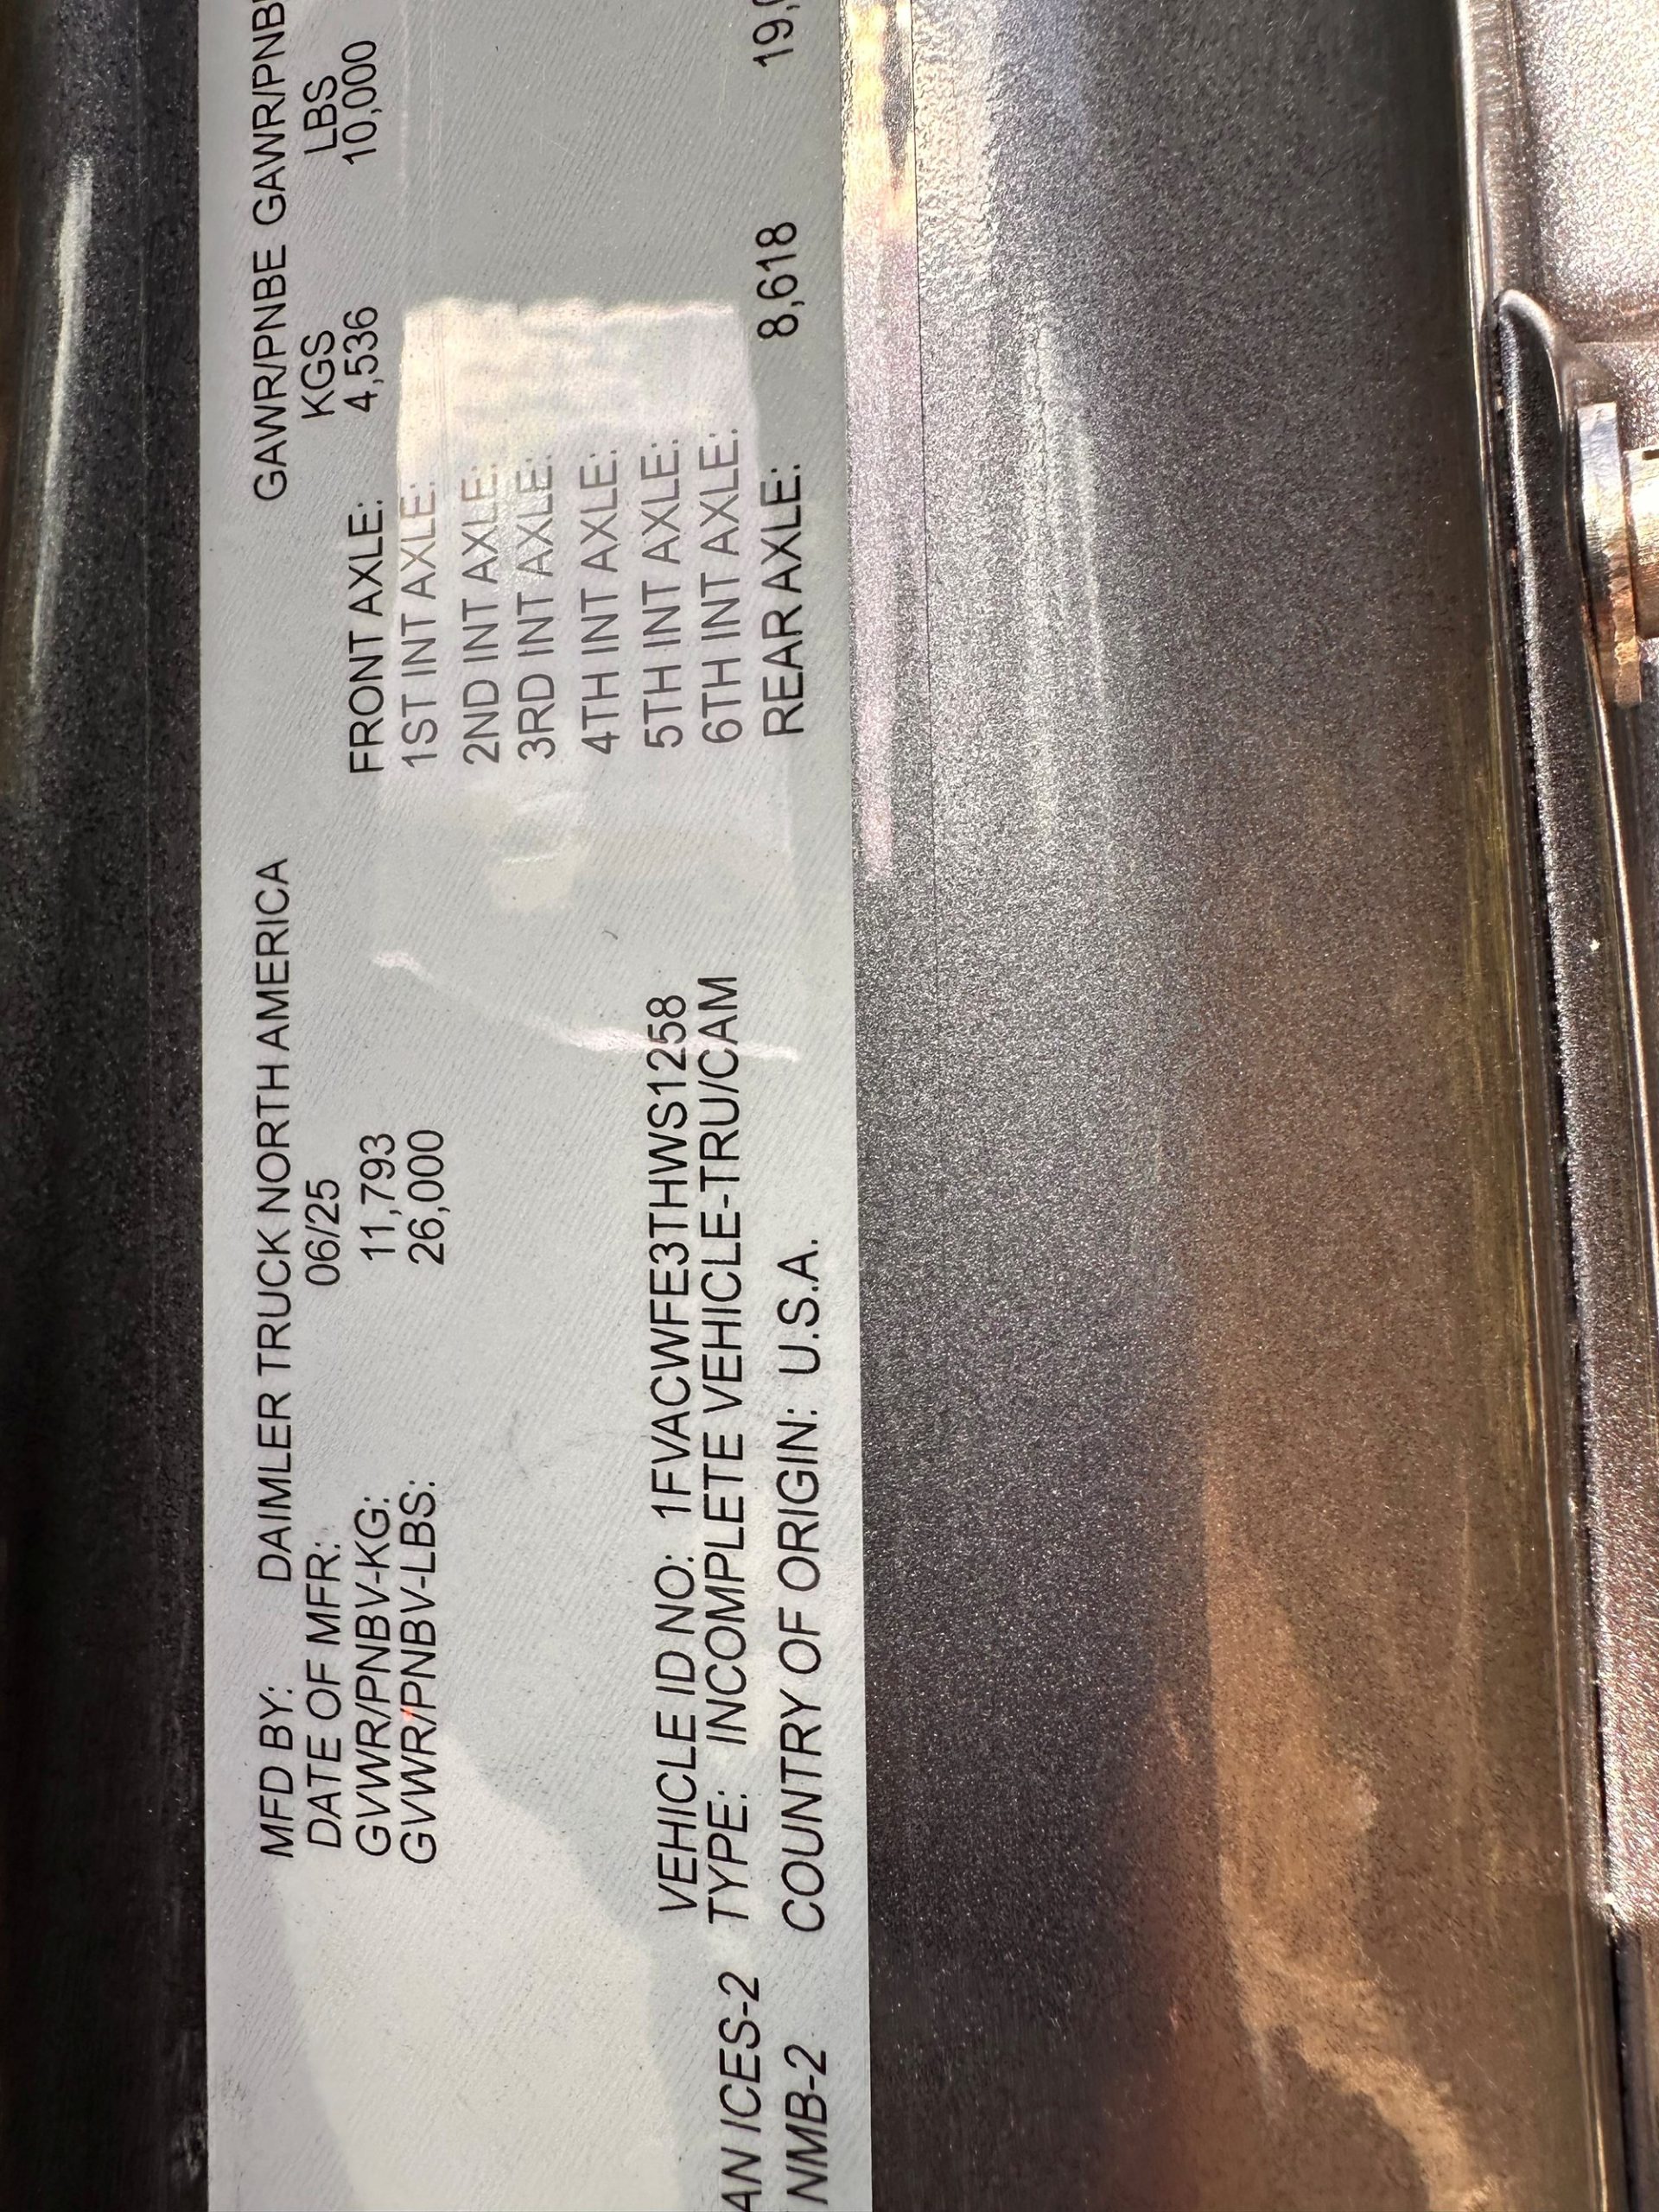 MFD BY: DAIMLER TRUCK NORTH AMERICA
DATE OF MFR: 06/25
GVWR/PNBV-KG: 11,793
GVWR/PNBV-LBS: 26,000
VEHICLE ID NO: 1FVACWFE3THWS1258
TYPE: INCOMPLETE VEHICLE-TRU/CAM
COUNTRY OF ORIGIN: U.S.A.
AN ICES-2
NMB-2
GAWR/PNBE GAWR/PNB
KGS LBS
FRONT AXLE: 4,536 10,000
1ST INT AXLE:
2ND INT AXLE:
3RD INT AXLE:
4TH INT AXLE:
5TH INT AXLE:
6TH INT AXLE:
REAR AXLE: 8,618 19,